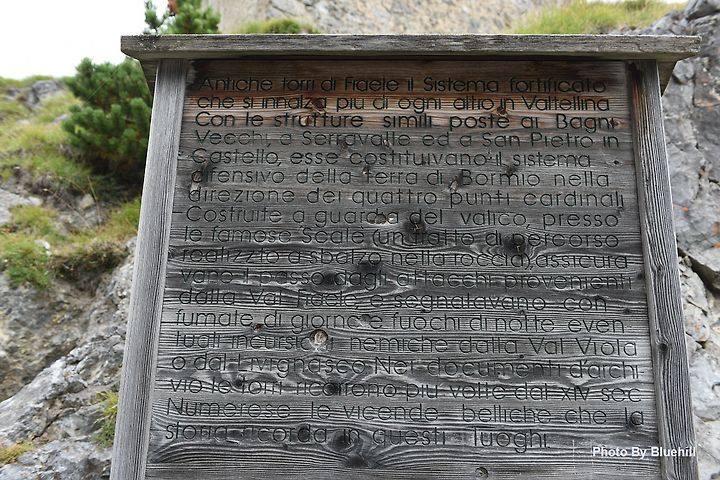 Antiche torri di Fraele il Sistema fortificato
che si innalza piu di ogni altro in Valtellina
Con le strutture simili poste ai Bagni
Vecchi, a Serravalle ed a San Pietro in
Castello, esse costituivano il sistema
difensivo della terra di Bormio nella
direzione dei quattro punti cardinali
Costruite a guardia del valico, presso
le famose Scale (un tratto di percorso
realizzato a sbalzo nella roccia), assicura
vano il passo dagli attacchi provenienti
dalla Val Fraele e segnalavano con
fumate di giorno e fuochi di notte even
tuali incursioni nemiche dalla Val Viola
o dal Livignasco Nei documenti d'archi
vio le torri ricorrono più volte dal XIV sec
Numerese le vicende belliche che la
storia ricorda in questi luoghi
Photo By Bluehill